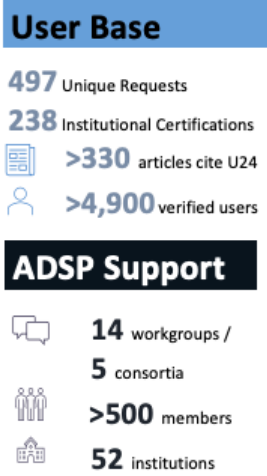 User Base
497 Unique Requests
238 Institutional Certifications
>330 articles cite U24
>4,900 verified users
ADSP Support
14 workgroups /
5 consortia
>500 members
52 institutions